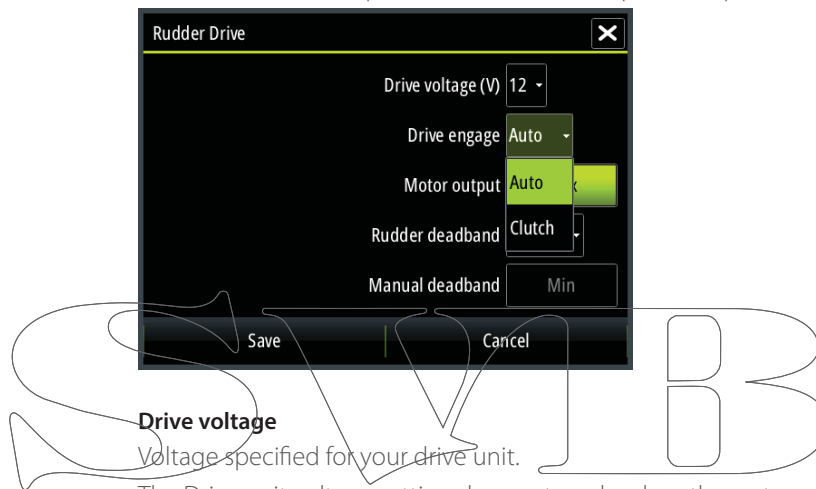 Rudder Drive
Drive voltage (V) 12
Drive engage Auto
Motor output Auto
Rudder deadband Clutch
Manual deadband Min
Save Cancel
SVB
Drive voltage
Voltage specified for your drive unit.